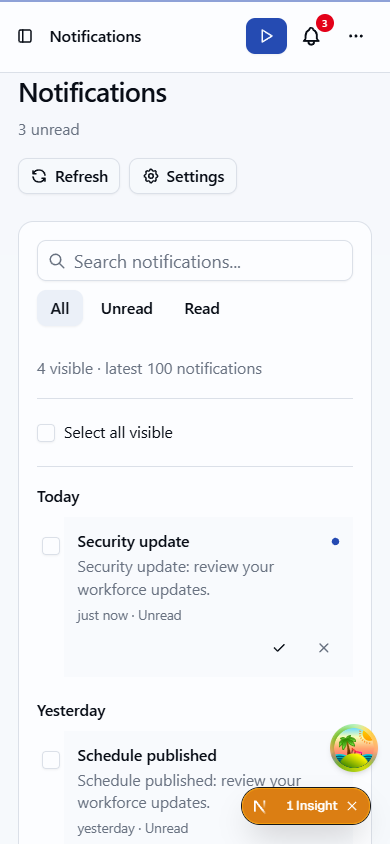 Notifications
3
Notifications
3 unread
Refresh
Settings
Search notifications...
All
Unread
Read
4 visible · latest 100 notifications
Select all visible
Today
Security update
Security update: review your
workforce updates.
just now · Unread
Yesterday
Schedule published
Schedule published: review your
workforce updates.
yesterday · Unread
N
1 Insight